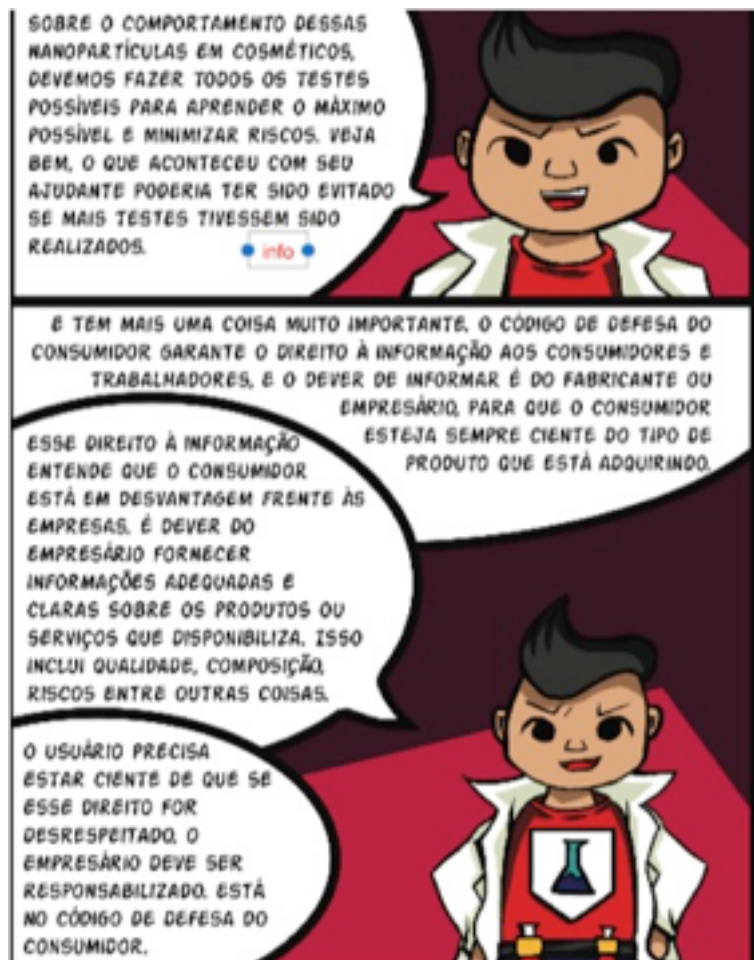 SOBRE O COMPORTAMENTO DESSAS
NANOPARTÍCULAS EM COSMÉTICOS,
DEVEMOS FAZER TODOS OS TESTES
POSSÍVEIS PARA APRENDER O MÁXIMO
POSSÍVEL E MINIMIZAR RISCOS. VEJA
BEM, O QUE ACONTECEU COM SEU
AJUDANTE PODERIA TER SIDO EVITADO
SE MAIS TESTES TIVESSEM SIDO
REALIZADOS.
info
E TEM MAIS UMA COISA MUITO IMPORTANTE. O CÓDIGO DE DEFESA DO
CONSUMIDOR GARANTE O DIREITO À INFORMAÇÃO AOS CONSUMIDORES E
TRABALHADORES, E O DEVER DE INFORMAR É DO FABRICANTE OU
EMPRESÁRIO, PARA QUE O CONSUMIDOR
ESTEJA SEMPRE CIENTE DO TIPO DE
PRODUTO QUE ESTÁ ADQUIRINDO.
ESSE DIREITO À INFORMAÇÃO
ENTENDE QUE O CONSUMIDOR
ESTÁ EM DESVANTAGEM FRENTE ÀS
EMPRESAS. É DEVER DO
EMPRESÁRIO FORNECER
INFORMAÇÕES ADEQUADAS E
CLARAS SOBRE OS PRODUTOS OU
SERVIÇOS QUE DISPONIBILIZA. ISSO
INCLUI QUALIDADE, COMPOSIÇÃO,
RISCOS ENTRE OUTRAS COISAS.
O USUÁRIO PRECISA
ESTAR CIENTE DE QUE SE
ESSE DIREITO FOR
DESRESPEITADO, O
EMPRESÁRIO DEVE SER
RESPONSABILIZADO. ESTÁ
NO CÓDIGO DE DEFESA DO
CONSUMIDOR.